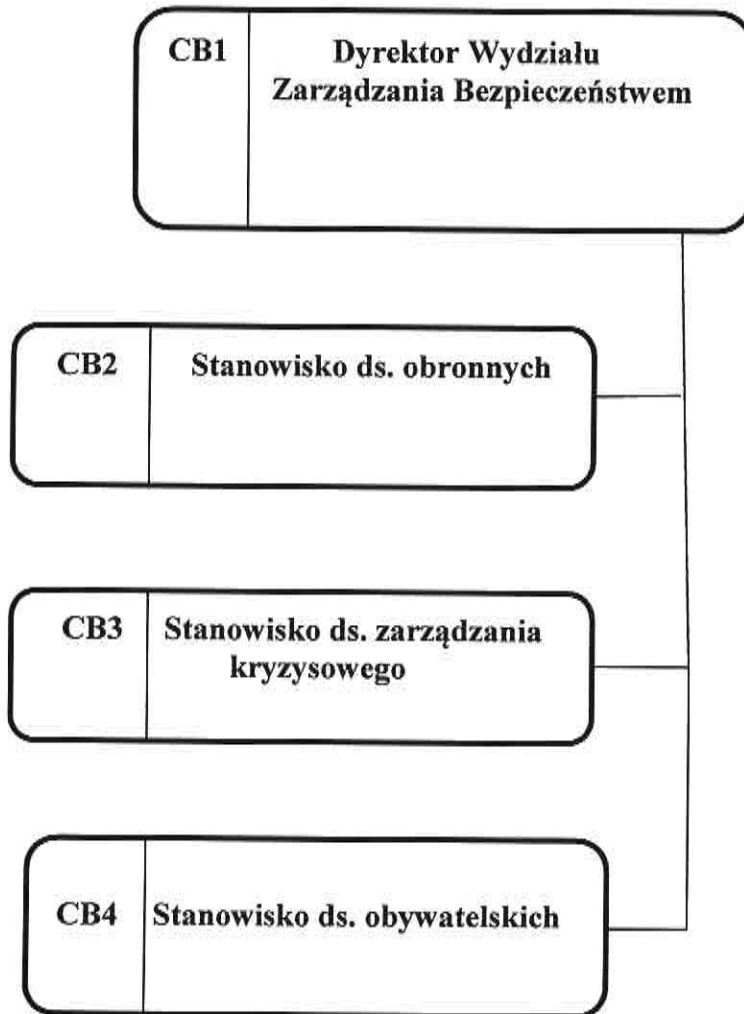 CB1 Dyrektor Wydziału
Zarządzania Bezpieczeństwem
CB2 Stanowisko ds. obronnych
CB3 Stanowisko ds. zarządzania
kryzysowego
CB4 Stanowisko ds. obywatelskich